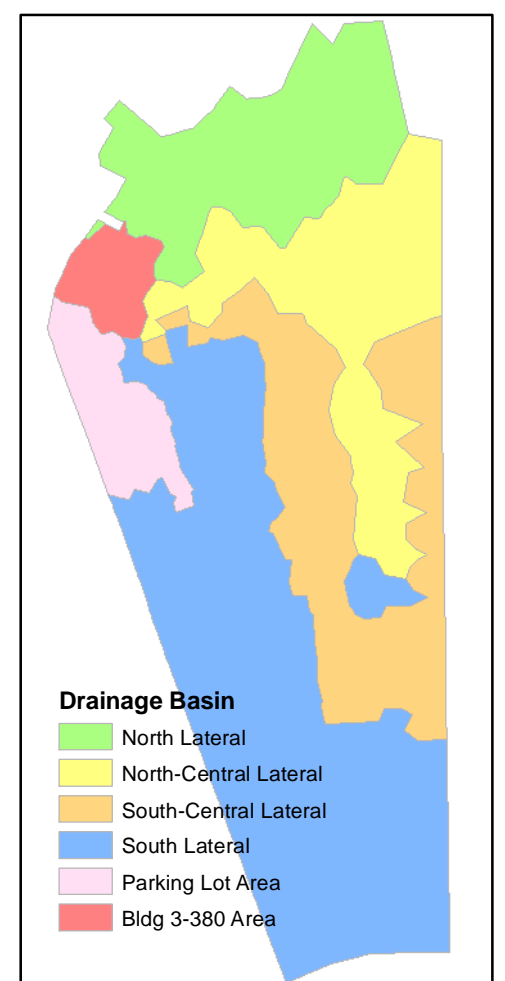 Drainage Basin
North Lateral
North-Central Lateral
South-Central Lateral
South Lateral
Parking Lot Area
Bldg 3-380 Area